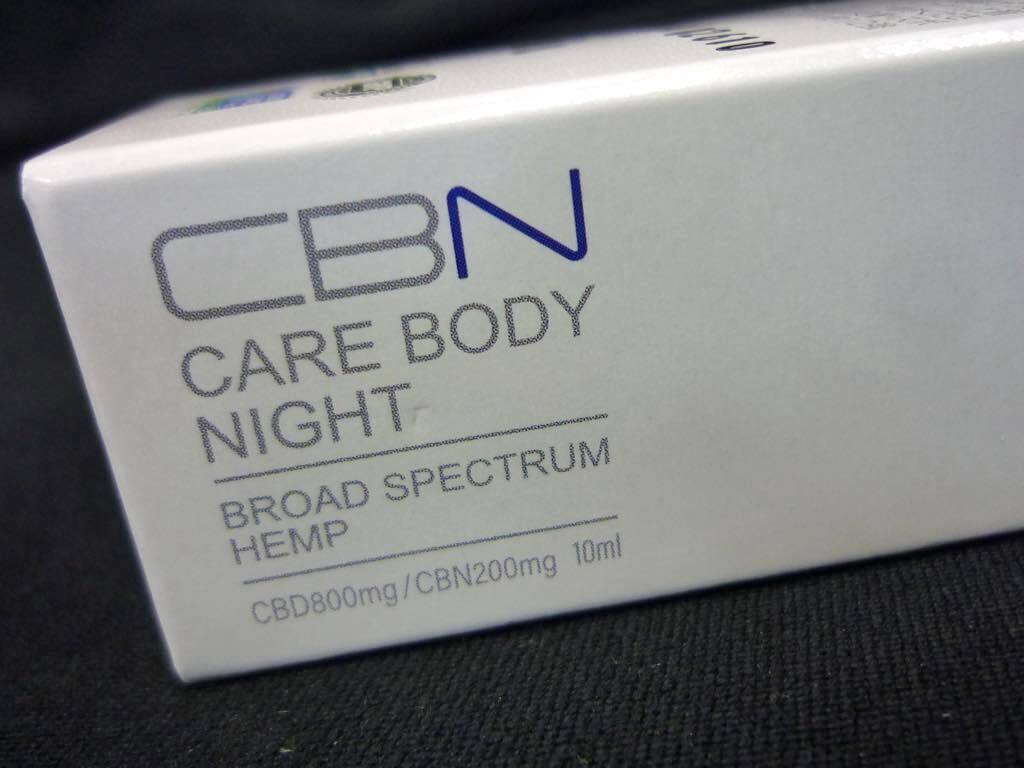 CBN
CARE BODY
NIGHT
BROAD SPECTRUM
HEMP
CBD800mg/CBN200mg 10ml